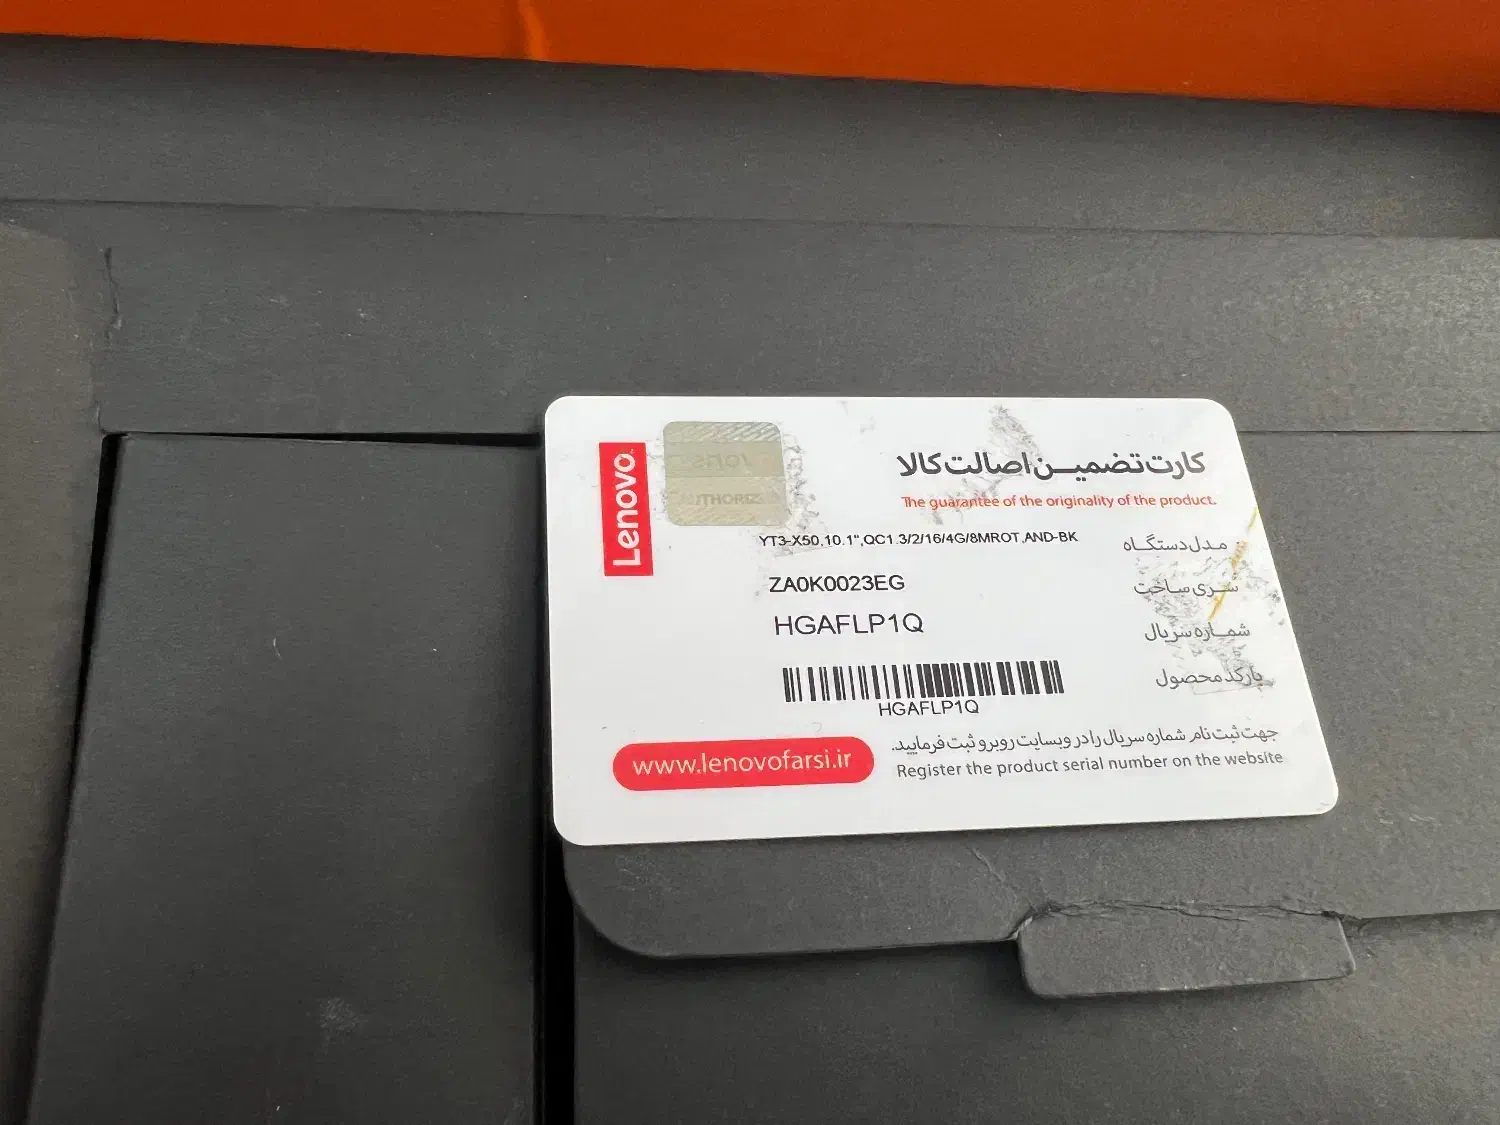 Lenovo
AUTHORIZ
کارت تضمین اصالت کالا
The guarantee of the originality of the product.
مدل دستگاه YT3-X50,10.1",QC1.3/2/16/4G/8MROT,AND-BK
سری ساخت ZA0K0023EG
شماره سریال HGAFLP1Q
بارکد محصول
HGAFLP1Q
جهت ثبت نام شماره سریال را در وبسایت روبرو ثبت فرمایید.
www.lenovofarsi.ir
Register the product serial number on the website